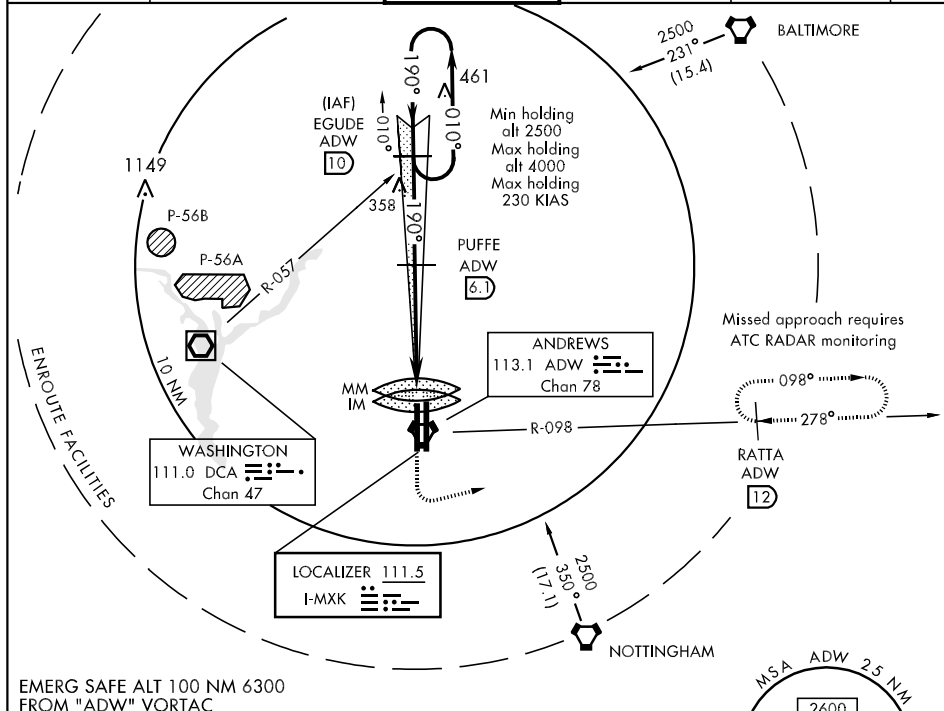 2500
231°
(15.4)
BALTIMORE
190°
461
010°
(IAF)
EGUDE
ADW
10
010°
Min holding
alt 2500
Max holding
alt 4000
Max holding
230 KIAS
1149
358
190°
P-56B
P-56A
R-057
PUFFE
ADW
6.1
Missed approach requires
ATC RADAR monitoring
ANDREWS
113.1 ADW
Chan 78
098°
278°
MM
IM
R-098
RATTA
ADW
12
10 NM
ENROUTE FACILITIES
WASHINGTON
111.0 DCA
Chan 47
LOCALIZER 111.5
I-MXK
2500
350°
(17.1)
NOTTINGHAM
EMERG SAFE ALT 100 NM 6300
FROM "ADW" VORTAC
MSA ADW 25 NM
2600